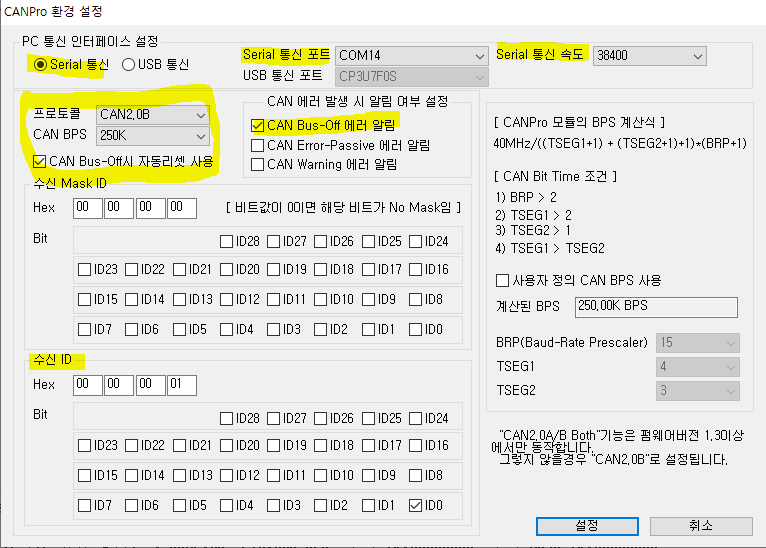 CANPro 환경 설정
PC 통신 인터페이스 설정
Serial 통신 USB 통신
Serial 통신 포트 COM14
USB 통신 포트 CP3U7F0S
Serial 통신 속도 38400
프로토콜 CAN2.0B
CAN BPS 250K
CAN Bus-Off시 자동리셋 사용
CAN 에러 발생 시 알림 여부 설정
CAN Bus-Off 에러 알림
CAN Error-Passive 에러 알림
CAN Warning 에러 알림
수신 Mask ID
Hex 00 00 00 00 [ 비트값이 0이면 해당 비트가 No Mask임 ]
Bit
ID28 ID27 ID26 ID25 ID24
ID23 ID22 ID21 ID20 ID19 ID18 ID17 ID16
ID15 ID14 ID13 ID12 ID11 ID10 ID9 ID8
ID7 ID6 ID5 ID4 ID3 ID2 ID1 ID0
수신 ID
Hex 00 00 00 01
Bit
ID28 ID27 ID26 ID25 ID24
ID23 ID22 ID21 ID20 ID19 ID18 ID17 ID16
ID15 ID14 ID13 ID12 ID11 ID10 ID9 ID8
ID7 ID6 ID5 ID4 ID3 ID2 ID1 ID0
[ CANPro 모듈의 BPS 계산식 ]
40MHz/((TSEG1+1) + (TSEG2+1)+1)*(BRP+1)
[ CAN Bit Time 조건 ]
1) BRP > 2
2) TSEG1 > 2
3) TSEG2 > 1
4) TSEG1 > TSEG2
사용자 정의 CAN BPS 사용
계산된 BPS 250.00K BPS
BRP(Baud-Rate Prescaler) 15
TSEG1 4
TSEG2 3
"CAN2.0A/B Both"기능은 펌웨어버전 1.3이상
에서만 동작합니다.
그렇지 않을경우 "CAN2.0B"로 설정됩니다.
설정 취소